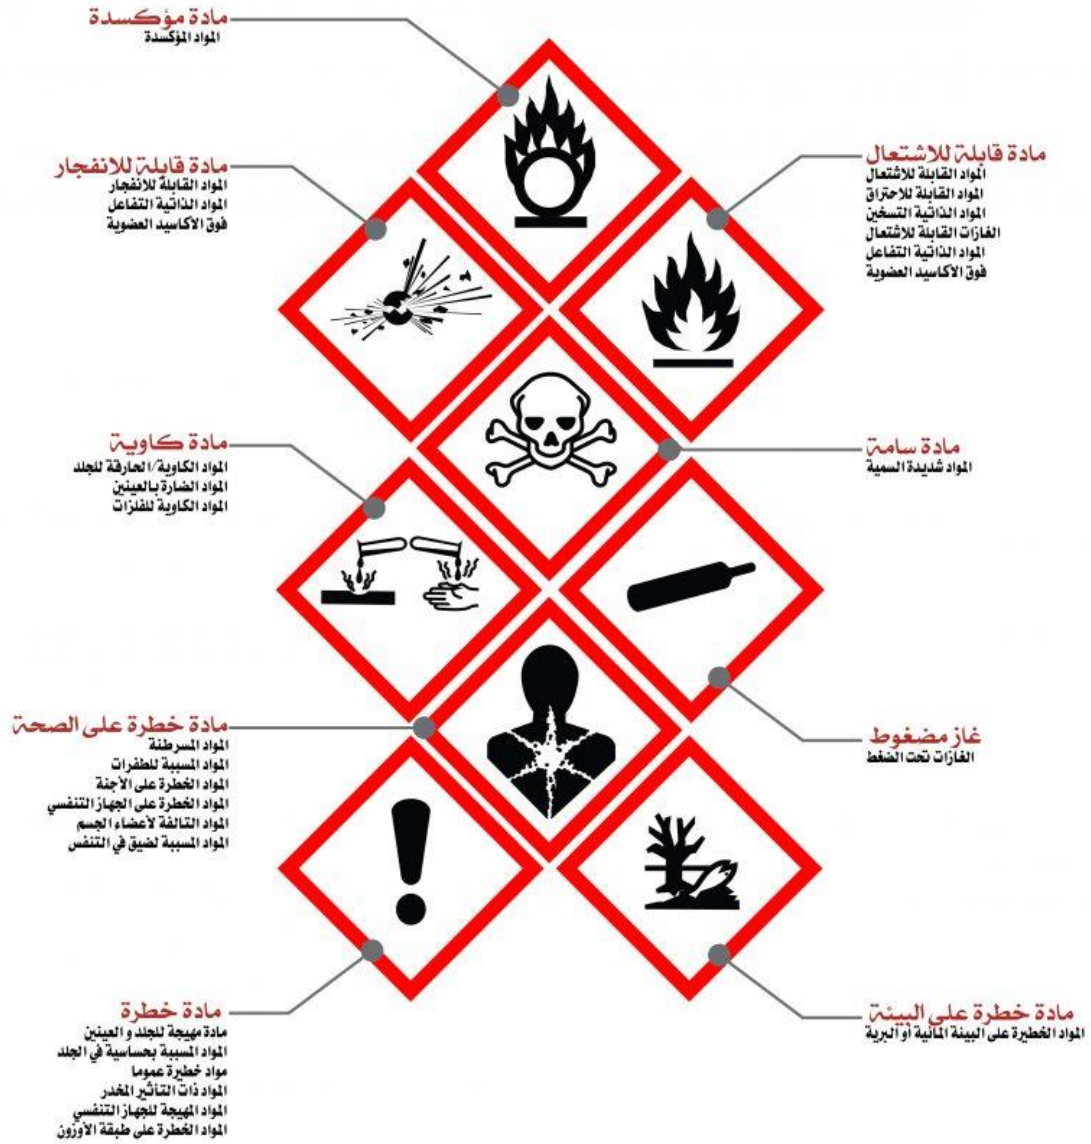 مادة مؤكسدة
المواد المؤكسدة
مادة قابلة للاشتعال
المواد القابلة للاشتعال
المواد القابلة للاحتراق
المواد الذاتية التسخين
الغازات القابلة للاشتعال
المواد الذاتية التفاعل
فوق الأكاسيد العضوية
مادة قابلة للانفجار
المواد القابلة للانفجار
المواد الذاتية التفاعل
فوق الأكاسيد العضوية
مادة سامة
المواد شديدة السمية
مادة كاوية
المواد الكاوية/الحارقة للجلد
المواد الضارة بالعينين
المواد الكاوية للفلزات
غاز مضغوط
الغازات تحت الضغط
مادة خطرة على الصحة
المواد المسرطنة
المواد المسببة للطفرات
المواد الخطرة على الأجنة
المواد الخطرة على الجهاز التنفسي
المواد التالفة لأعضاء الجسم
المواد المسببة لضيق في التنفس
مادة خطرة على البيئة
المواد الخطيرة على البيئة المائية أو البرية
مادة خطرة
مادة مهيجة للجلد و العينين
المواد المسببة بحساسية في الجلد
مواد خطيرة عموما
المواد ذات التأثير المخدر
المواد المهيجة للجهاز التنفسي
المواد الخطرة على طبقة الأوزون